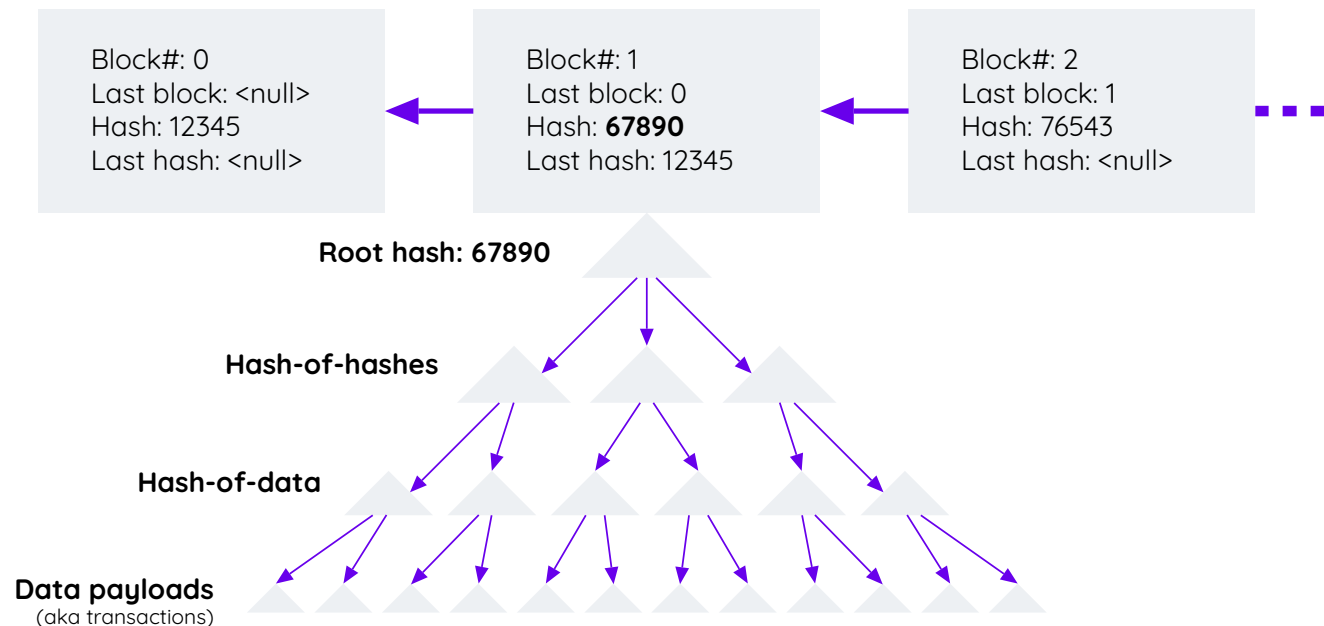 Block#: 0
Last block: <null>
Hash: 12345
Last hash: <null>
Block#: 1
Last block: 0
Hash: 67890
Last hash: 12345
Block#: 2
Last block: 1
Hash: 76543
Last hash: <null>
Root hash: 67890
Hash-of-hashes
Hash-of-data
Data payloads
(aka transactions)